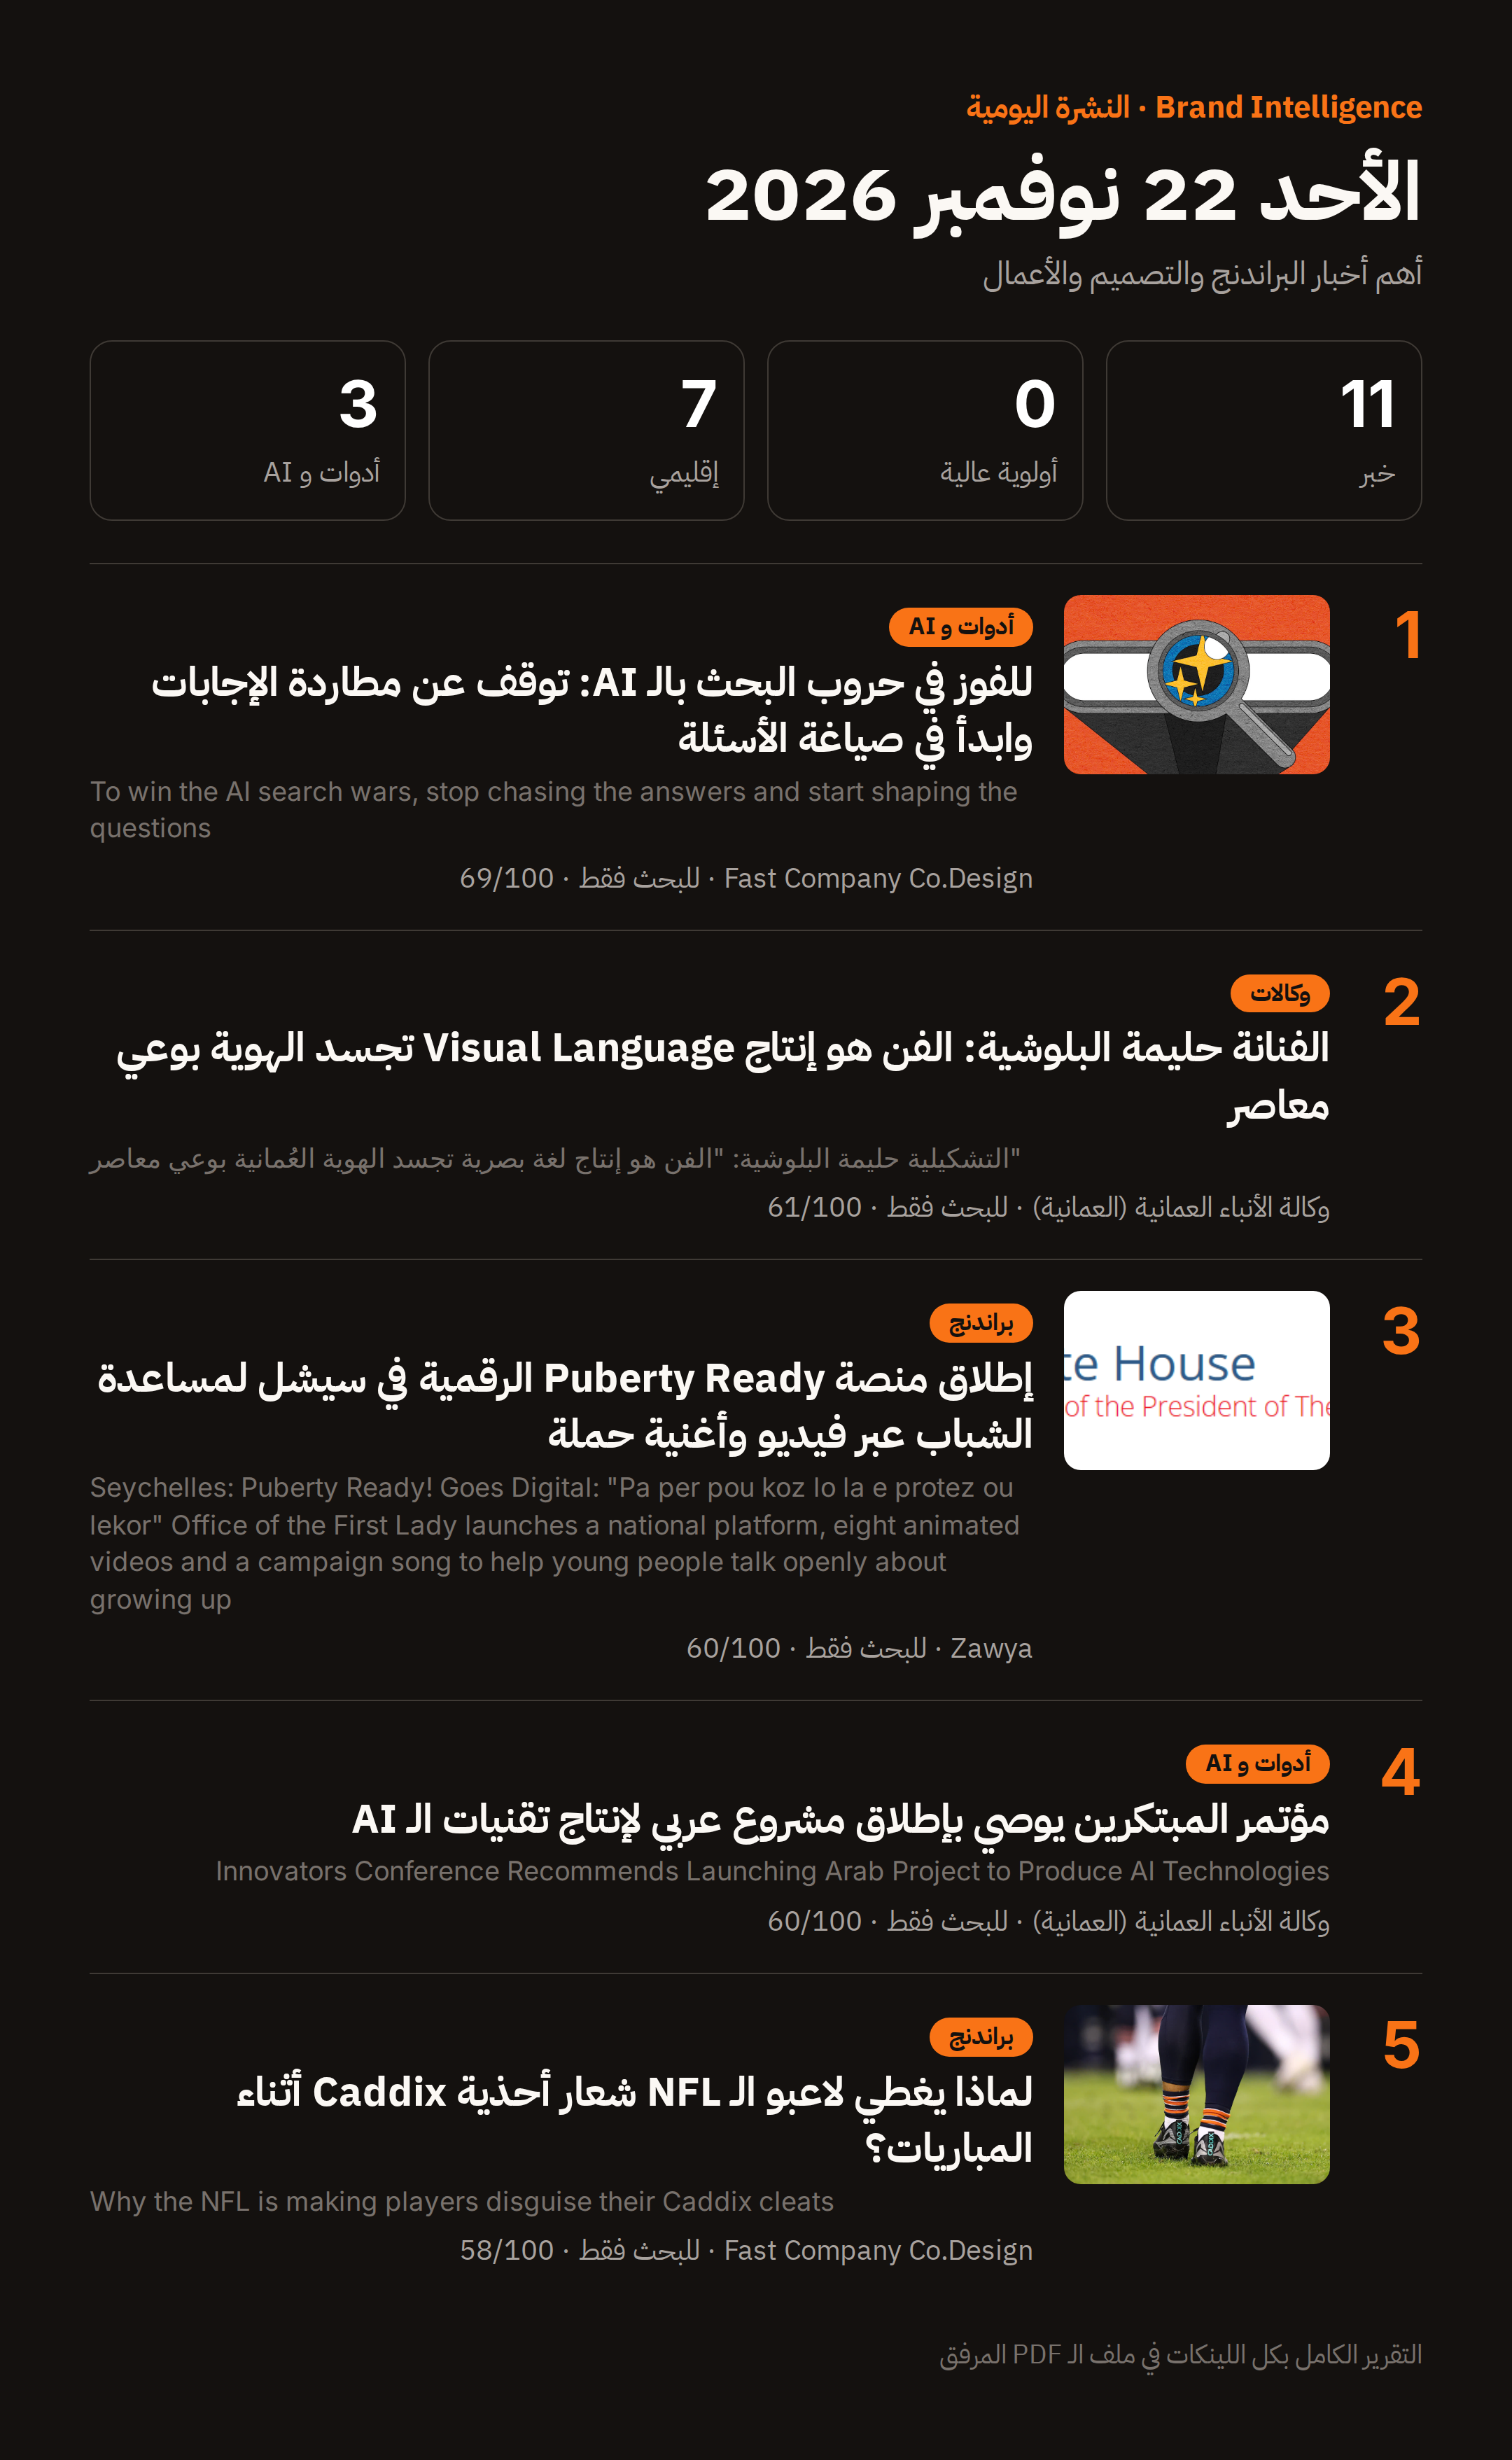 Brand Intelligence · النشرة اليومية
الأحد 22 نوفمبر 2026
أهم أخبار البراندنج والتصميم والأعمال
11
خبر
0
أولوية عالية
7
إقليمي
3
أدوات و AI
1
أدوات و AI
للفوز في حروب البحث بالـ AI: توقف عن مطاردة الإجابات
وابدأ في صياغة الأسئلة
To win the AI search wars, stop chasing the answers and start shaping the
questions
Fast Company Co.Design · للبحث فقط · 69/100
2
وكالات
الفنانة حليمة البلوشية: الفن هو إنتاج Visual Language تجسد الهوية بوعي
معاصر
التشكيلية حليمة البلوشية: "الفن هو إنتاج لغة بصرية تجسد الهوية العُمانية بوعي معاصر"
وكالة الأنباء العمانية (العمانية) · للبحث فقط · 61/100
3
te House
of the President of The
براندنج
إطلاق منصة Puberty Ready الرقمية في سيشل لمساعدة
الشباب عبر فيديو وأغنية حملة
Seychelles: Puberty Ready! Goes Digital: "Pa per pou koz lo la e protez ou
lekor" Office of the First Lady launches a national platform, eight animated
videos and a campaign song to help young people talk openly about
growing up
Zawya · للبحث فقط · 60/100
4
أدوات و AI
مؤتمر المبتكرين يوصي بإطلاق مشروع عربي لإنتاج تقنيات الـ AI
Innovators Conference Recommends Launching Arab Project to Produce AI Technologies
وكالة الأنباء العمانية (العمانية) · للبحث فقط · 60/100
5
براندنج
لماذا يغطي لاعبو الـ NFL شعار أحذية Caddix أثناء
المباريات؟
Why the NFL is making players disguise their Caddix cleats
Fast Company Co.Design · للبحث فقط · 58/100
التقرير الكامل بكل اللينكات في ملف الـ PDF المرفق